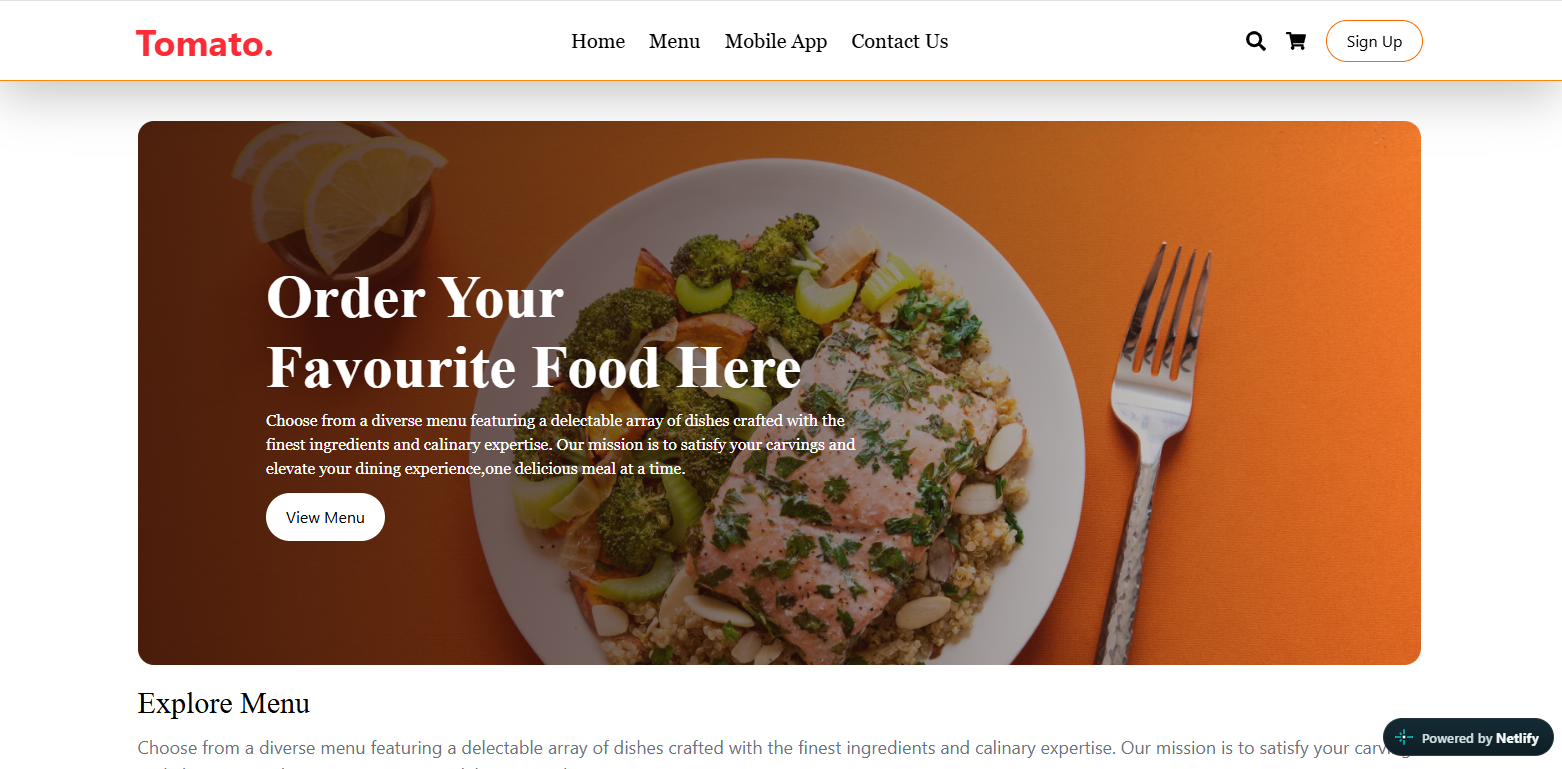 Tomato.
Home Menu Mobile App Contact Us
Sign Up
Order Your
Favourite Food Here
Choose from a diverse menu featuring a delectable array of dishes crafted with the
finest ingredients and calinary expertise. Our mission is to satisfy your carvings and
elevate your dining experience,one delicious meal at a time.
View Menu
Explore Menu
Choose from a diverse menu featuring a delectable array of dishes crafted with the finest ingredients and calinary expertise. Our mission is to satisfy your
Powered by Netlify